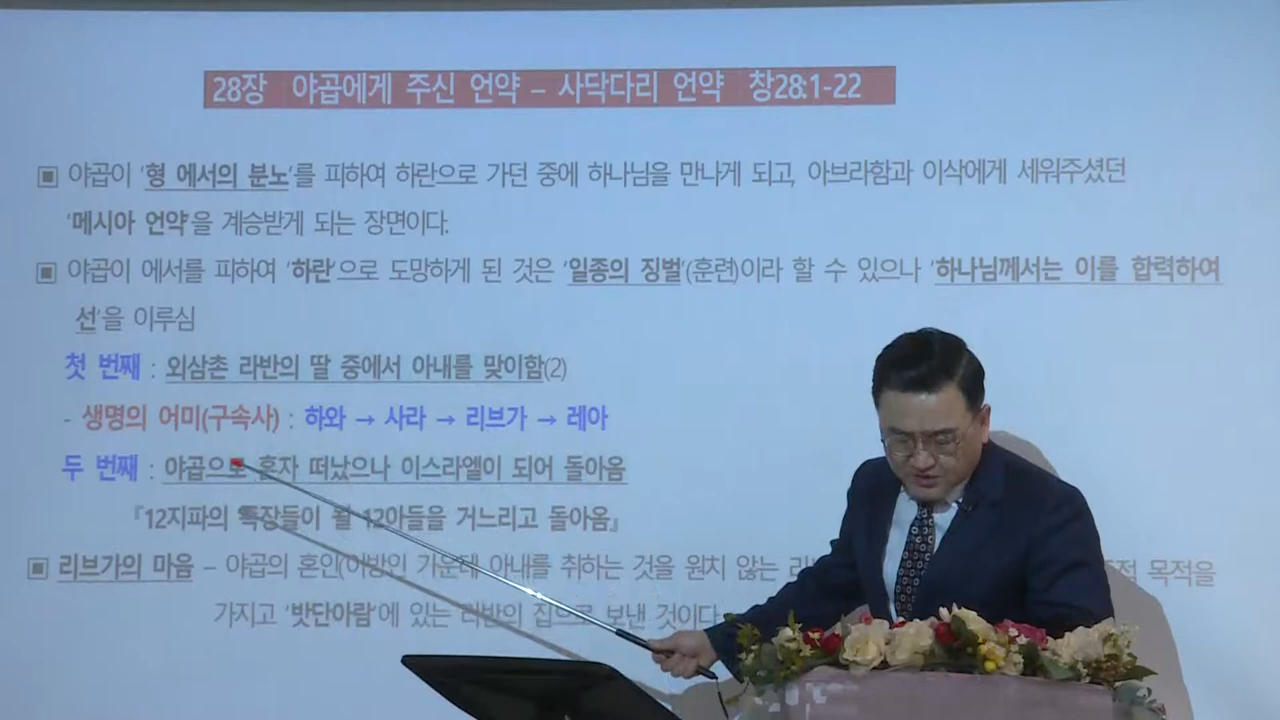 28장 야곱에게 주신 언약 – 사닥다리 언약 창28:1-22
▣ 야곱이 '형 에서의 분노'를 피하여 하란으로 가던 중에 하나님을 만나게 되고, 아브라함과 이삭에게 세워주셨던
'메시아 언약'을 계승받게 되는 장면이다.
▣ 야곱이 에서를 피하여 '하란'으로 도망하게 된 것은 '일종의 징벌'(훈련)이라 할 수 있으나 '하나님께서는 이를 합력하여
선'을 이루심
첫 번째 : 외삼촌 라반의 딸 중에서 아내를 맞이함(2)
- 생명의 어미(구속사) : 하와 → 사라 → 리브가 → 레아
두 번째 : 야곱으로 혼자 떠났으나 이스라엘이 되어 돌아옴
『12지파의 족장들이 될 12아들을 거느리고 돌아옴』
▣ 리브가의 마음 – 야곱의 혼인(이방인 가운데 아내를 취하는 것을 원치 않는 목적을
가지고 '밧단아람'에 있는 라반의 집으로 보낸 것이다